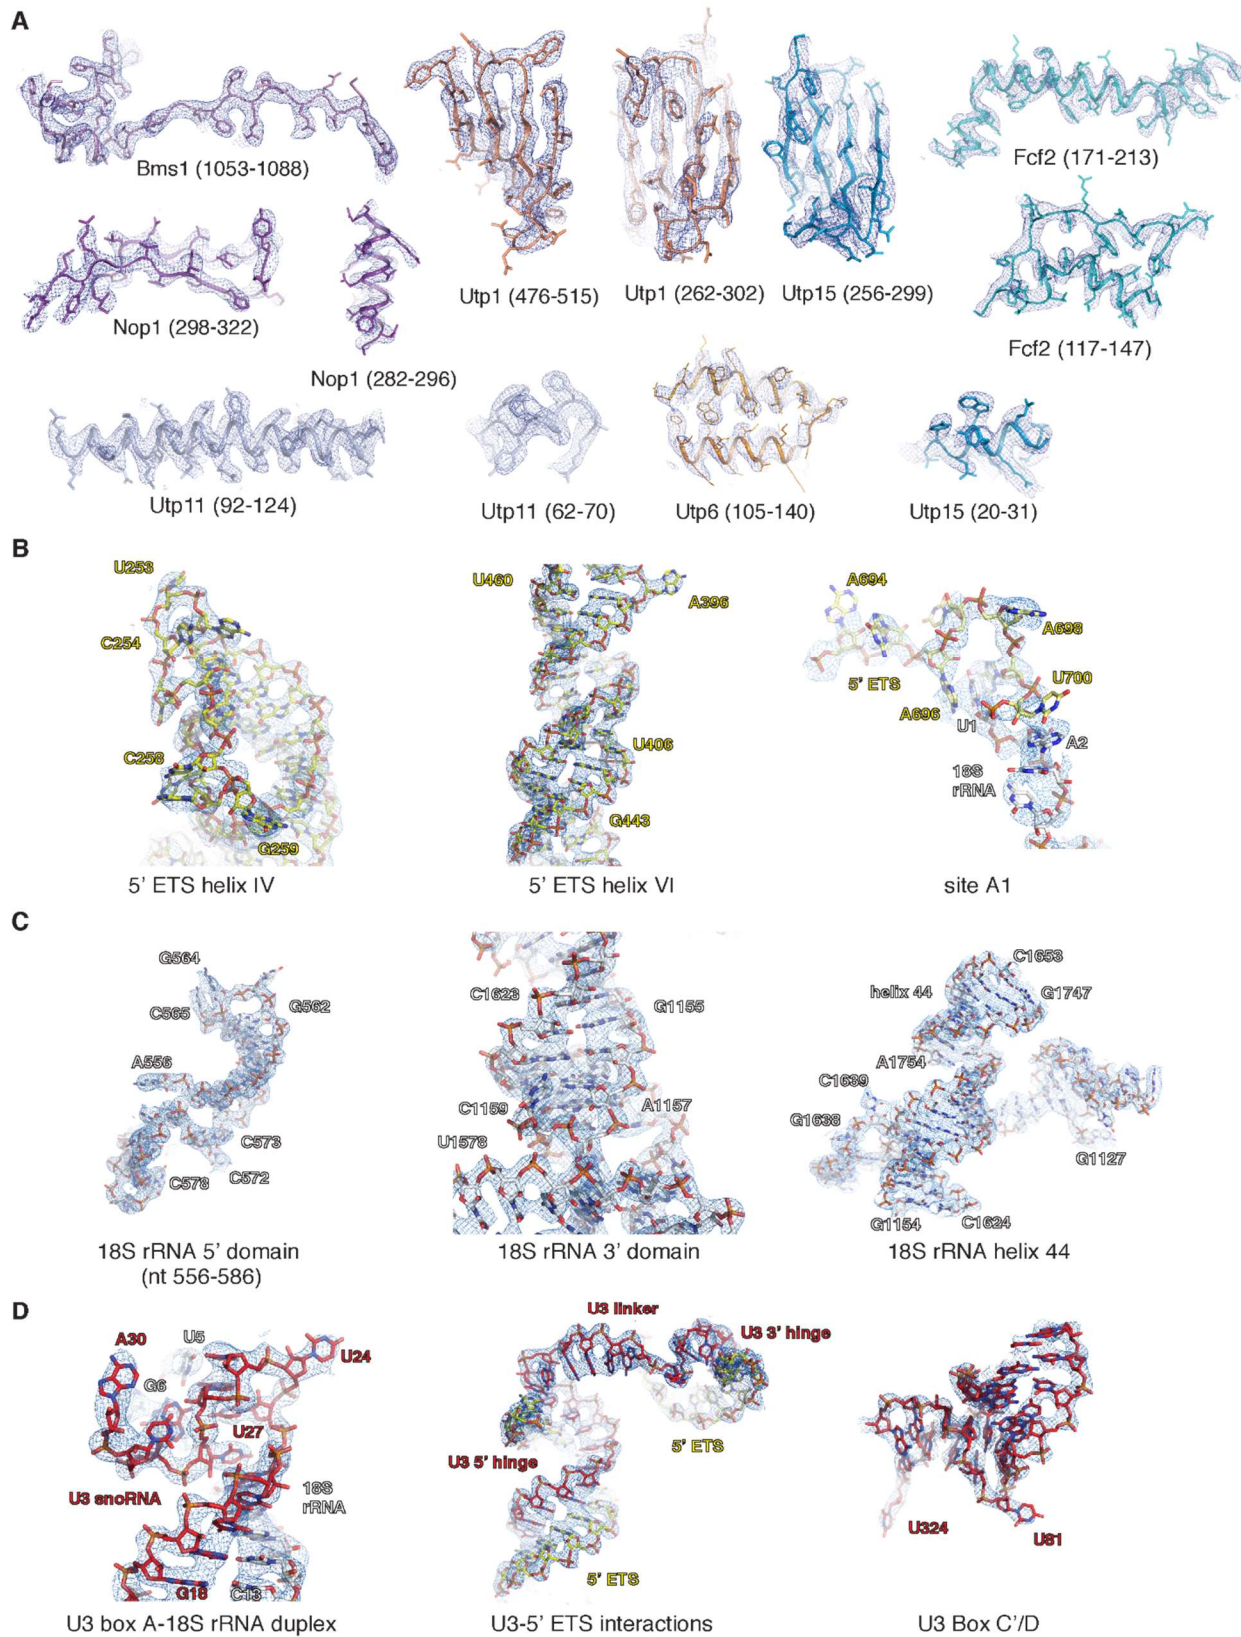 A
Bms1 (1053-1088)
Utp1 (476-515)
Utp1 (262-302)
Utp15 (256-299)
Fcf2 (171-213)
Nop1 (298-322)
Nop1 (282-296)
Fcf2 (117-147)
Utp11 (92-124)
Utp11 (62-70)
Utp6 (105-140)
Utp15 (20-31)
B
U253
C254
C258
G259
5’ ETS helix IV
U460
A396
U406
G443
5’ ETS helix VI
A694
A698
5’ ETS
A696
U700
U1
A2
18S
rRNA
site A1
C
G564
C565
G562
A556
C573
C572
C578
18S rRNA 5’ domain
(nt 556-586)
C1623
G1155
C1159
A1157
U1578
18S rRNA 3’ domain
C1653
helix 44
G1747
A1754
C1639
G1638
G1127
G1154
C1624
18S rRNA helix 44
D
A30
U5
U24
G6
U27
U3 snoRNA
18S
rRNA
G18
C13
U3 box A-18S rRNA duplex
U3 linker
U3 3’ hinge
5’ ETS
U3 5’ hinge
5’ ETS
U3-5’ ETS interactions
U324
U81
U3 Box C’/D